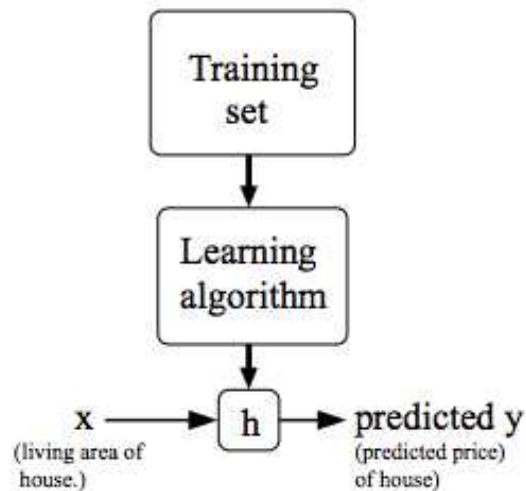 Training
set
Learning
algorithm
x
h
predicted y
(living area of
house.)
(predicted price)
of house)